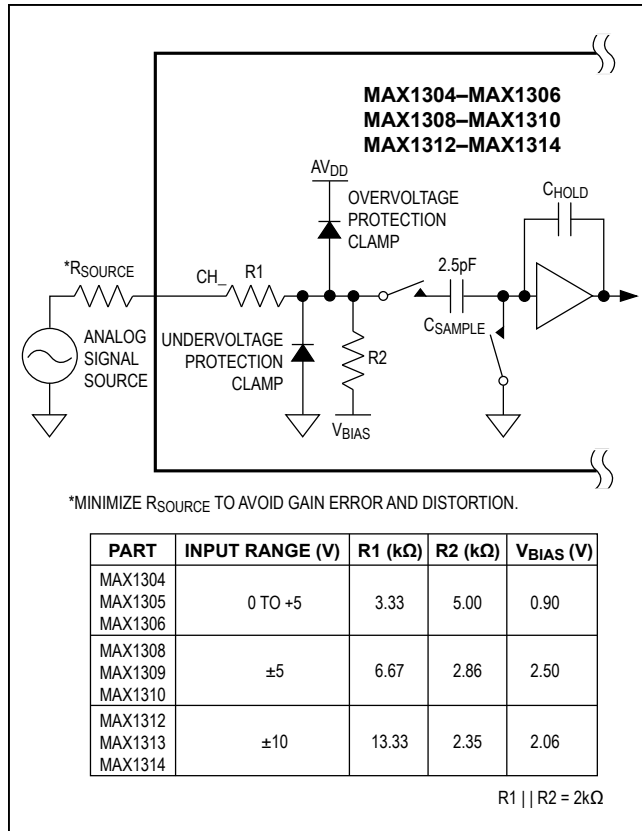 MAX1304–MAX1306
MAX1308–MAX1310
MAX1312–MAX1314
AVDD
OVERVOLTAGE
PROTECTION
CLAMP
CHOLD
*RSOURCE
CH_
R1
2.5pF
ANALOG
SIGNAL
SOURCE
UNDERVOLTAGE
PROTECTION
CLAMP
R2
CSAMPLE
VBIAS
*MINIMIZE RSOURCE TO AVOID GAIN ERROR AND DISTORTION.
PART INPUT RANGE (V) R1 (kΩ) R2 (kΩ) VBIAS (V)
MAX1304
MAX1305
MAX1306
0 TO +5 3.33 5.00 0.90
MAX1308
MAX1309
MAX1310
±5 6.67 2.86 2.50
MAX1312
MAX1313
MAX1314
±10 13.33 2.35 2.06
R1 | | R2 = 2kΩ